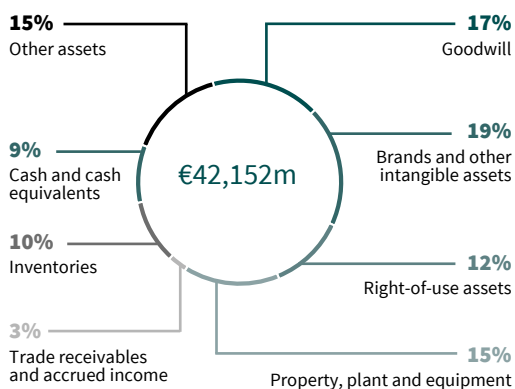 15%
Other assets
17%
Goodwill
9%
Cash and cash
equivalents
€42,152m
19%
Brands and other
intangible assets
10%
Inventories
12%
Right-of-use assets
3%
Trade receivables
and accrued income
15%
Property, plant and equipment